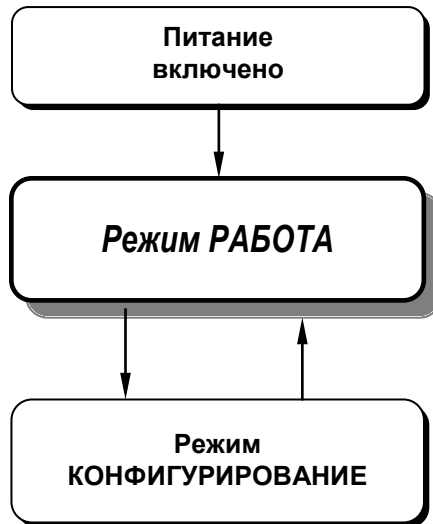 Питание
включено
Режим РАБОТА
Режим
КОНФИГУРИРОВАНИЕ